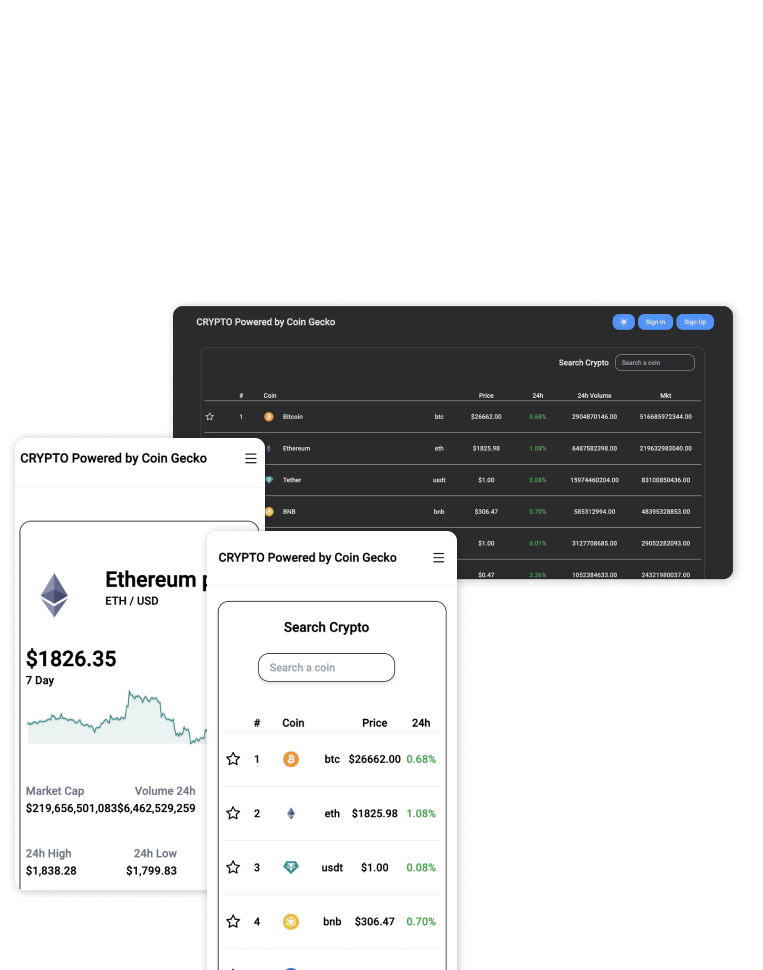 CRYPTO Powered by Coin Gecko
Sign In
Sign Up
Search Crypto
Search a coin
# Coin Price 24h 24h Volume Mkt
1 Bitcoin btc $26662.00 0.68% 2904870146.00 516685972344.00
Ethereum eth $1825.98 1.08% 6487582398.00 219632983040.00
Tether usdt $1.00 0.08% 15974460204.00 83100850436.00
BNB bnb $306.47 0.70% 585312994.00 48395328853.00
$1.00 0.01% 3127708685.00 29052282093.00
$0.47 3.36% 1052384633.00 24321980037.00
CRYPTO Powered by Coin Gecko
Ethereum p
ETH / USD
$1826.35
7 Day
Market Cap Volume 24h
$219,656,501,083$6,462,529,259
24h High 24h Low
$1,838.28 $1,799.83
CRYPTO Powered by Coin Gecko
Search Crypto
Search a coin
# Coin Price 24h
1 btc $26662.00 0.68%
2 eth $1825.98 1.08%
3 usdt $1.00 0.08%
4 bnb $306.47 0.70%